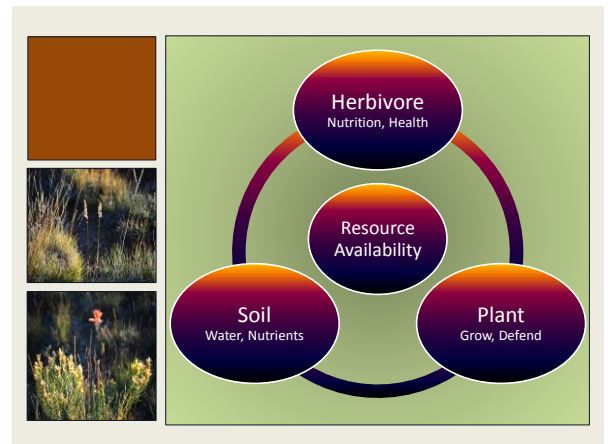 Herbivore
Nutrition, Health
Resource
Availability
Soil
Water, Nutrients
Plant
Grow, Defend